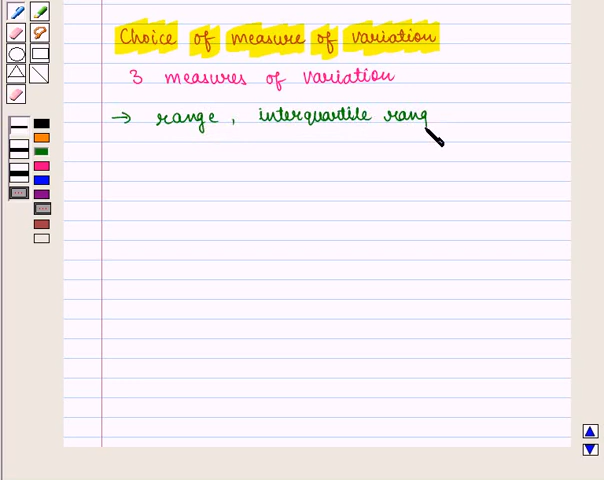 Choice of measure of variation
3 measures of variation
→ range, interquartile rang